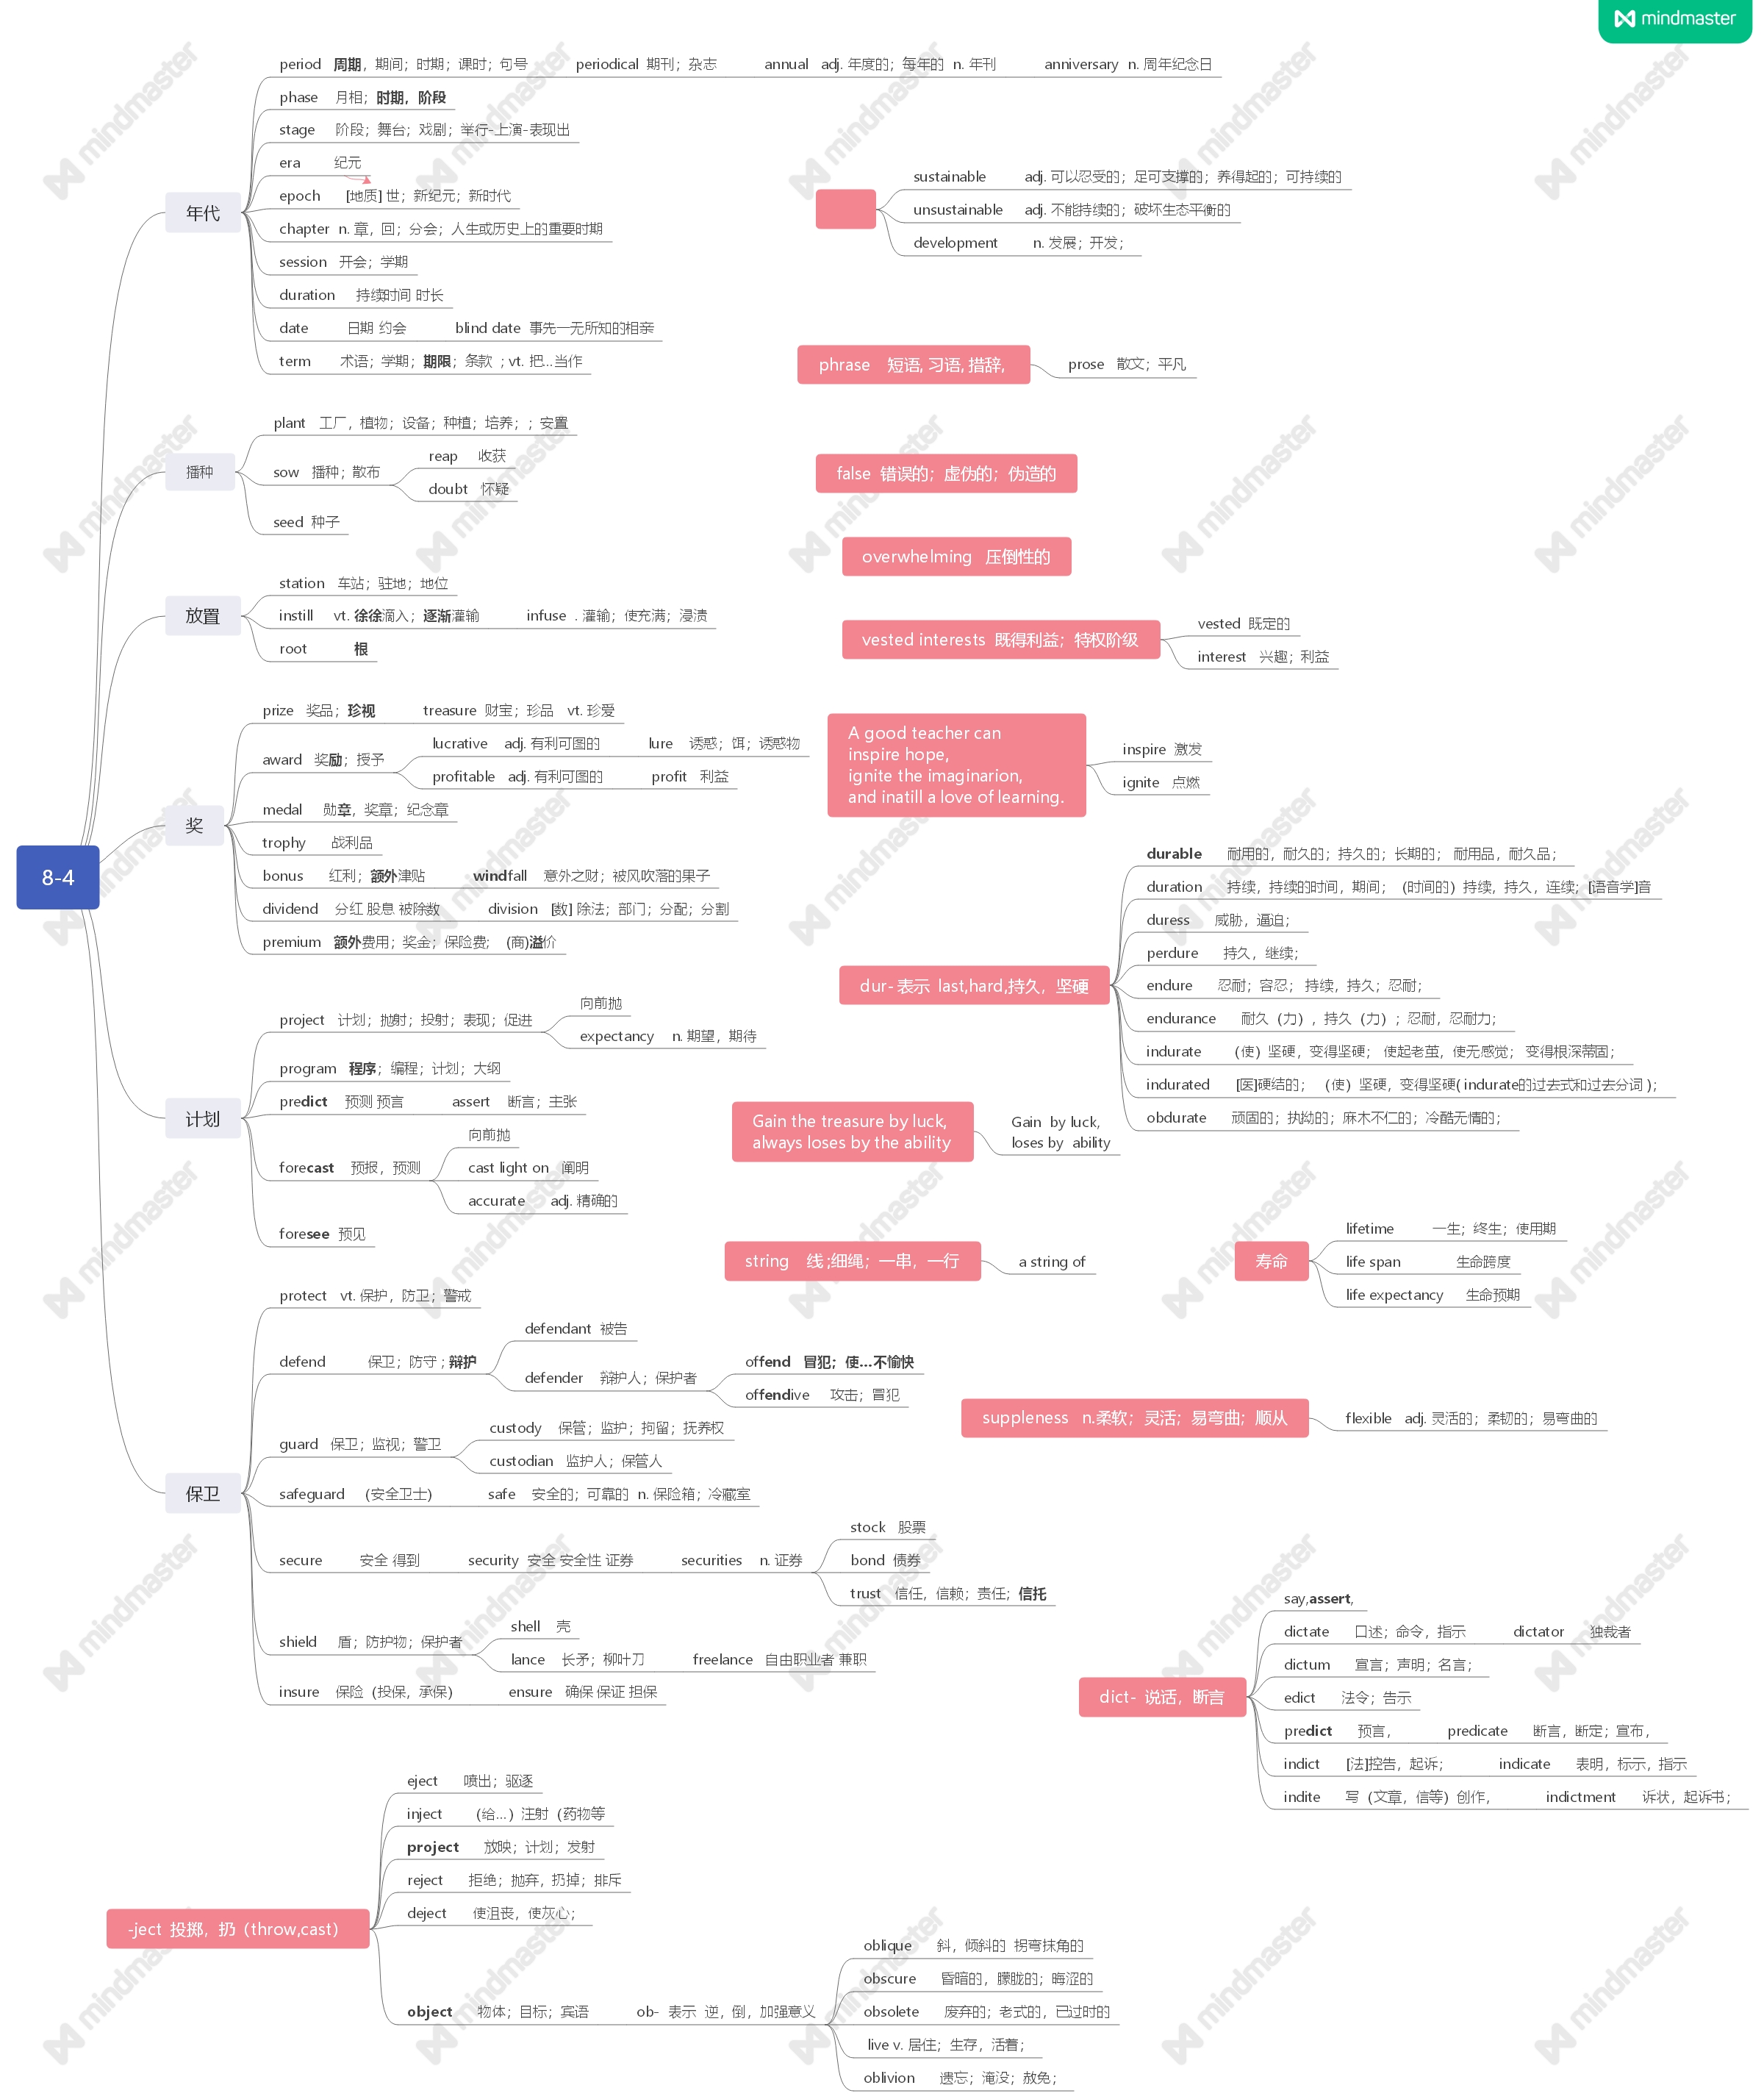 mindmaster
8-4
年代
period 周期，期间；时期；课时；句号 periodical 期刊；杂志 annual adj. 年度的；每年的 n. 年刊 anniversary n. 周年纪念日
phase 月相；时期，阶段
stage 阶段；舞台；戏剧；举行-上演-表现出
era 纪元
epoch [地质] 世；新纪元；新时代
chapter n. 章，回；分会；人生或历史上的重要时期
session 开会；学期
duration 持续时间 时长
date 日期 约会 blind date 事先一无所知的相亲
term 术语；学期；期限；条款 ; vt. 把...当作
播种
plant 工厂，植物；设备；种植；培养；；安置
sow 播种；散布
reap 收获
doubt 怀疑
seed 种子
放置
station 车站；驻地；地位
instill vt. 徐徐滴入；逐渐灌输 infuse . 灌输；使充满；浸渍
root 根
奖
prize 奖品；珍视 treasure 财宝；珍品 vt. 珍爱
award 奖励；授予
lucrative adj. 有利可图的 lure 诱惑；饵；诱惑物
profitable adj. 有利可图的 profit 利益
medal 勋章，奖章；纪念章
trophy 战利品
bonus 红利；额外津贴 windfall 意外之财；被风吹落的果子
dividend 分红 股息 被除数 division [数] 除法；部门；分配；分割
premium 额外费用；奖金；保险费; (商)溢价
计划
project 计划；抛射；投射；表现；促进
向前抛
expectancy n. 期望，期待
program 程序；编程；计划；大纲
predict 预测 预言 assert 断言；主张
forecast 预报，预测
向前抛
cast light on 阐明
accurate adj. 精确的
foresee 预见
保卫
protect vt. 保护，防卫；警戒
defend 保卫；防守 ; 辩护
defendant 被告
defender 辩护人；保护者
offend 冒犯；使...不愉快
offendive 攻击；冒犯
guard 保卫；监视；警卫
custody 保管；监护；拘留；抚养权
custodian 监护人；保管人
safeguard (安全卫士) safe 安全的；可靠的 n. 保险箱；冷藏室
secure 安全 得到 security 安全 安全性 证券 securities n. 证券
stock 股票
bond 债券
trust 信任，信赖；责任；信托
shield 盾；防护物；保护者
shell 壳
lance 长矛；柳叶刀 freelance 自由职业者 兼职
insure 保险（投保，承保） ensure 确保 保证 担保
sustainable adj. 可以忍受的；足可支撑的；养得起的；可持续的
unsustainable adj. 不能持续的；破坏生态平衡的
development n. 发展；开发；
phrase 短语, 习语, 措辞,
prose 散文；平凡
false 错误的；虚伪的；伪造的
overwhelming 压倒性的
vested interests 既得利益；特权阶级
vested 既定的
interest 兴趣；利益
A good teacher can
inspire hope,
ignite the imaginarion,
and inatill a love of learning.
inspire 激发
ignite 点燃
dur- 表示 last,hard,持久，坚硬
durable 耐用的，耐久的；持久的；长期的； 耐用品，耐久品；
duration 持续，持续的时间，期间；（时间的）持续，持久，连续；[语音学]音
duress 威胁，逼迫；
perdure 持久，继续；
endure 忍耐；容忍； 持续，持久；忍耐；
endurance 耐久（力），持久（力）；忍耐，忍耐力；
indurate （使）坚硬，变得坚硬； 使起老茧，使无感觉； 变得根深蒂固；
indurated [医]硬结的； （使）坚硬，变得坚硬( indurate的过去式和过去分词 )；
obdurate 顽固的；执拗的；麻木不仁的；冷酷无情的；
Gain the treasure by luck,
always loses by the ability
Gain by luck,
loses by ability
string 线 ;细绳；一串，一行
a string of
寿命
lifetime 一生；终生；使用期
life span 生命跨度
life expectancy 生命预期
suppleness n.柔软；灵活；易弯曲；顺从
flexible adj. 灵活的；柔韧的；易弯曲的
dict- 说话，断言
say,assert,
dictate 口述；命令，指示 dictator 独裁者
dictum 宣言；声明；名言；
edict 法令；告示
predict 预言， predicate 断言，断定；宣布，
indict [法]控告，起诉； indicate 表明，标示，指示
indite 写（文章，信等）创作， indictment 诉状，起诉书；
-ject 投掷，扔（throw,cast）
eject 喷出；驱逐
inject （给...）注射（药物等
project 放映；计划；发射
reject 拒绝；抛弃，扔掉；排斥
deject 使沮丧，使灰心；
object 物体；目标；宾语 ob- 表示 逆，倒，加强意义
oblique 斜，倾斜的 拐弯抹角的
obscure 昏暗的，朦胧的；晦涩的
obsolete 废弃的；老式的，已过时的
live v. 居住；生存，活着；
oblivion 遗忘；淹没；赦免；